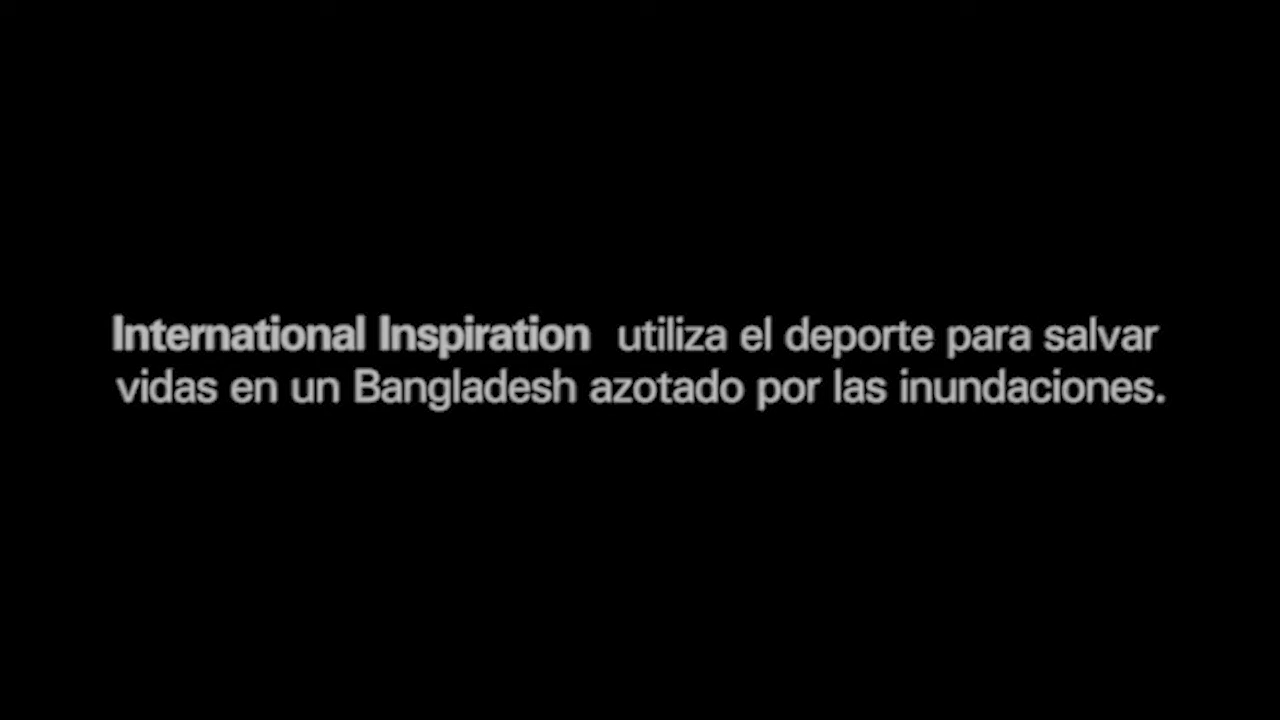 International Inspiration utiliza el deporte para salvar
vidas en un Bangladesh azotado por las inundaciones.